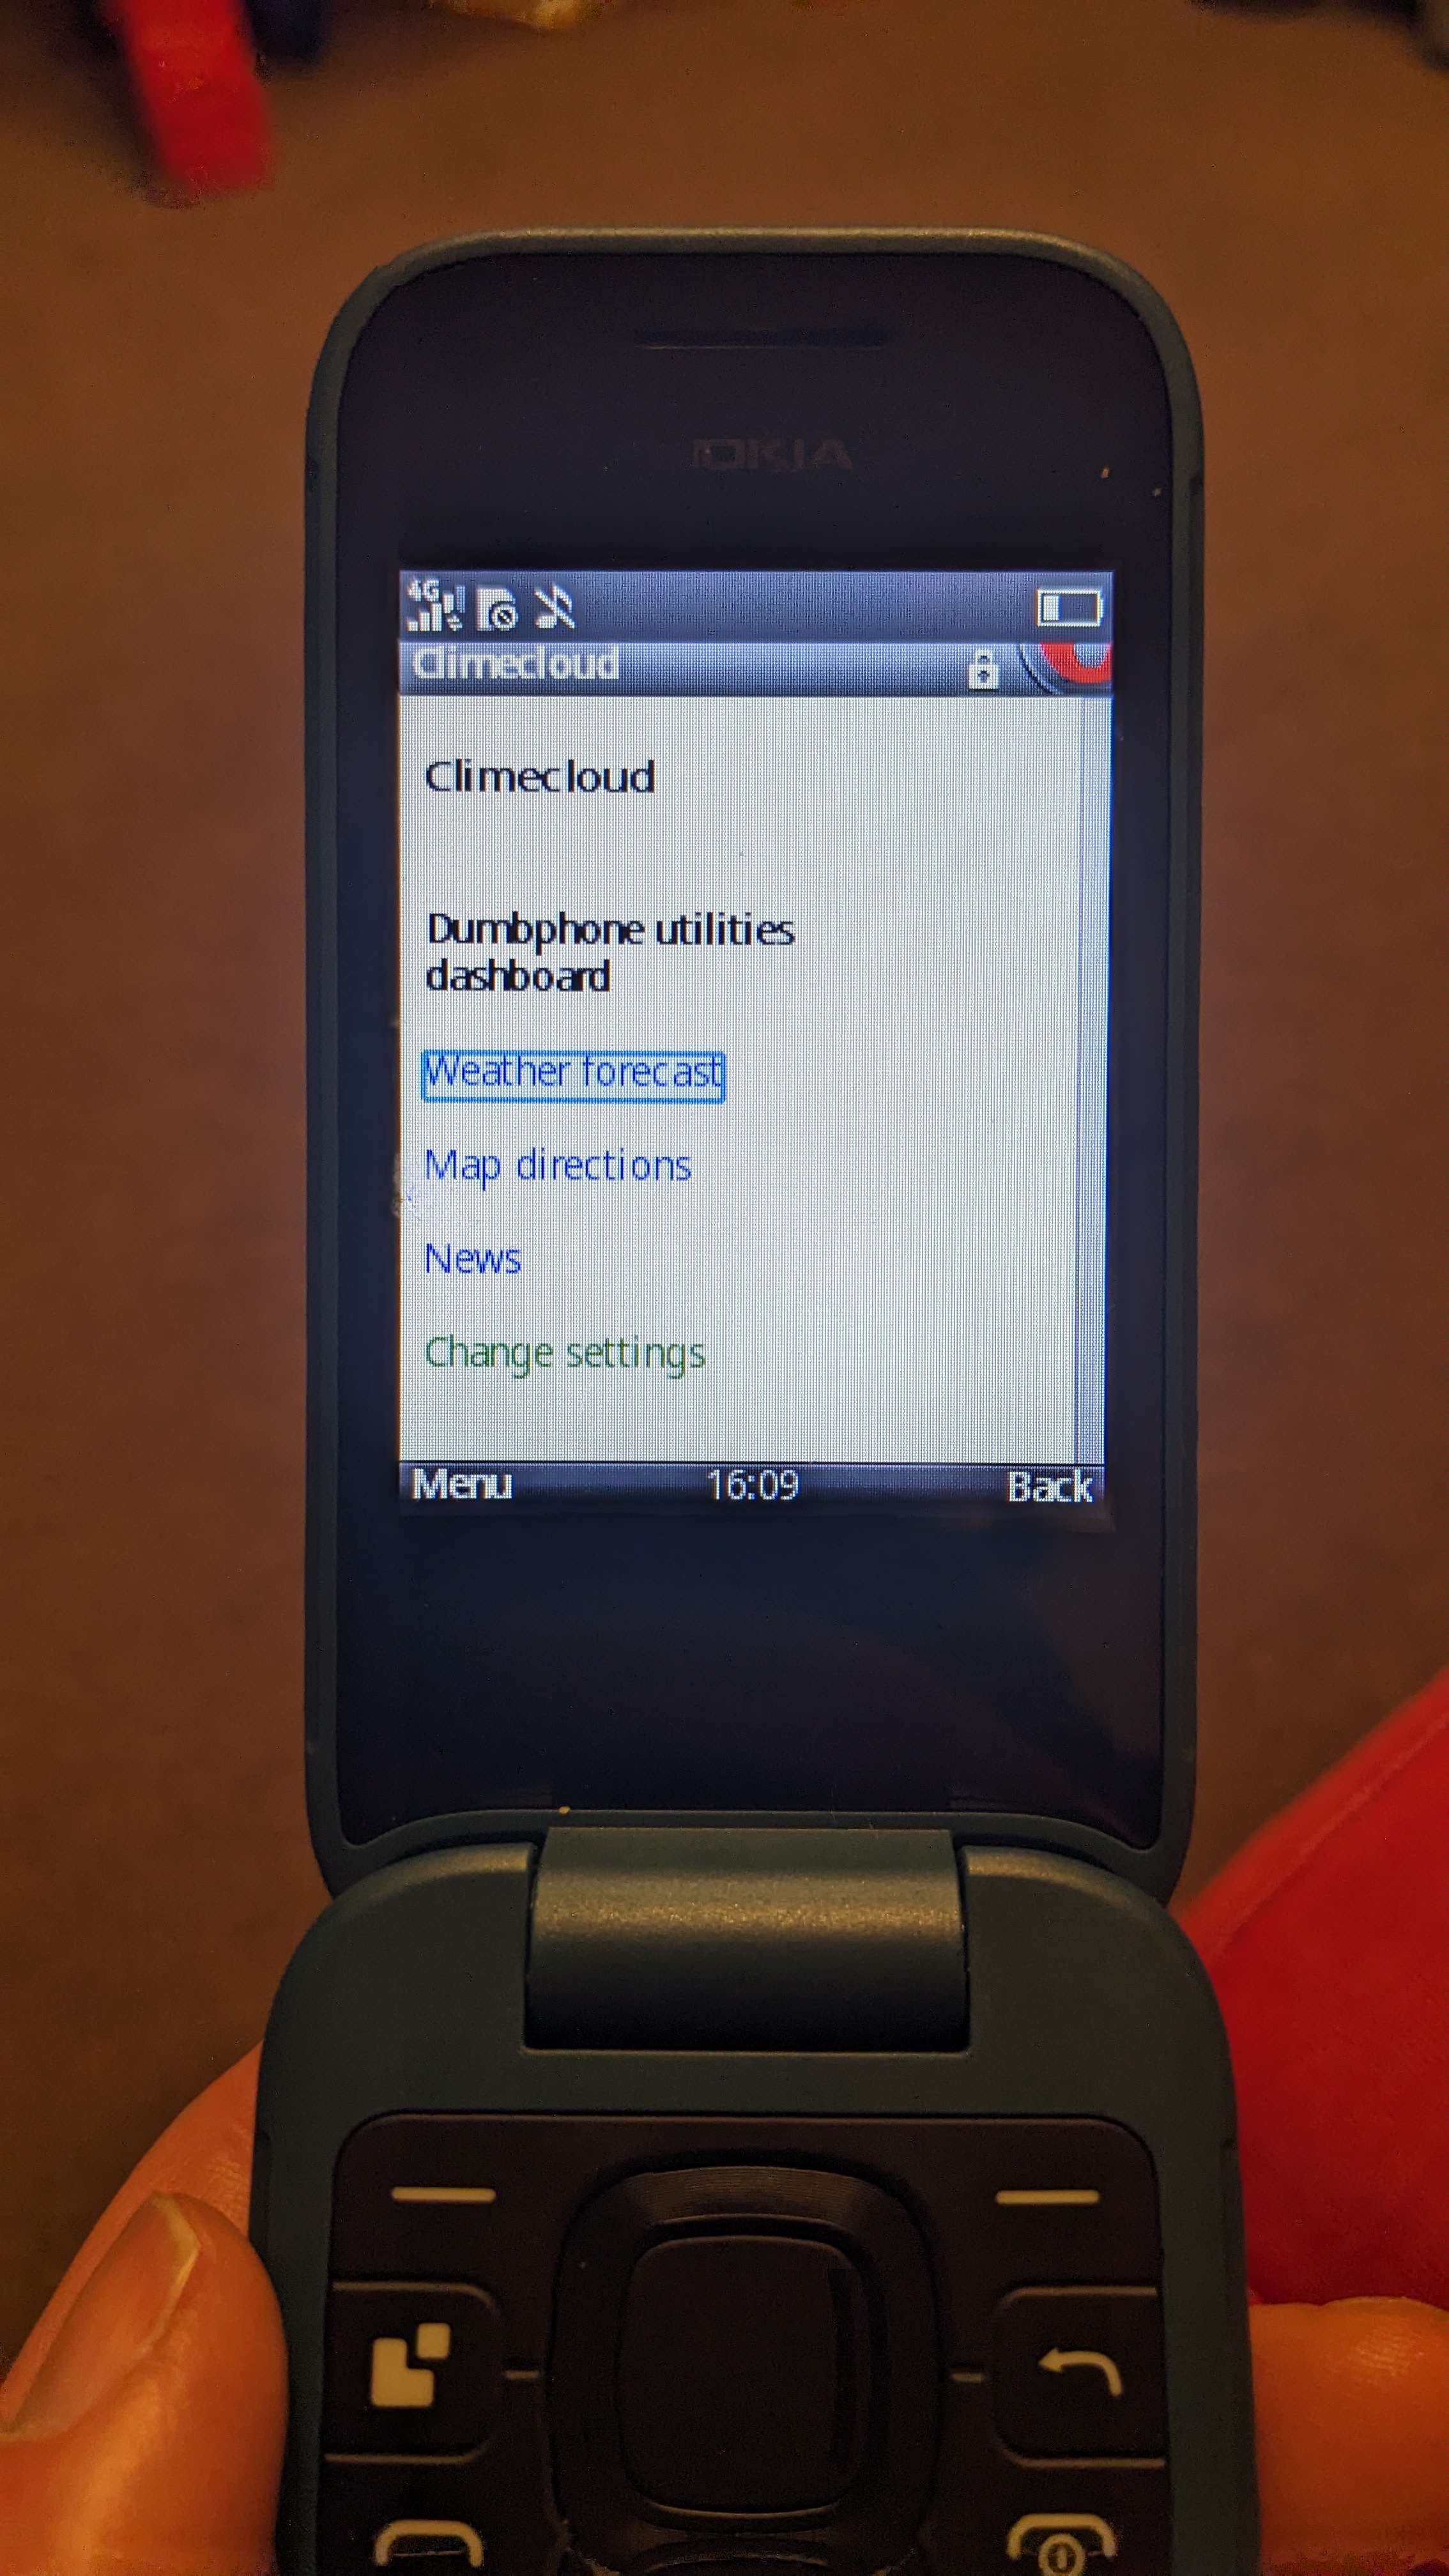 NOKIA
4G
Climecloud
Climecloud
Dumbphone utilities
dashboard
Weather forecast
Map directions
News
Change settings
Menu 16:09 Back